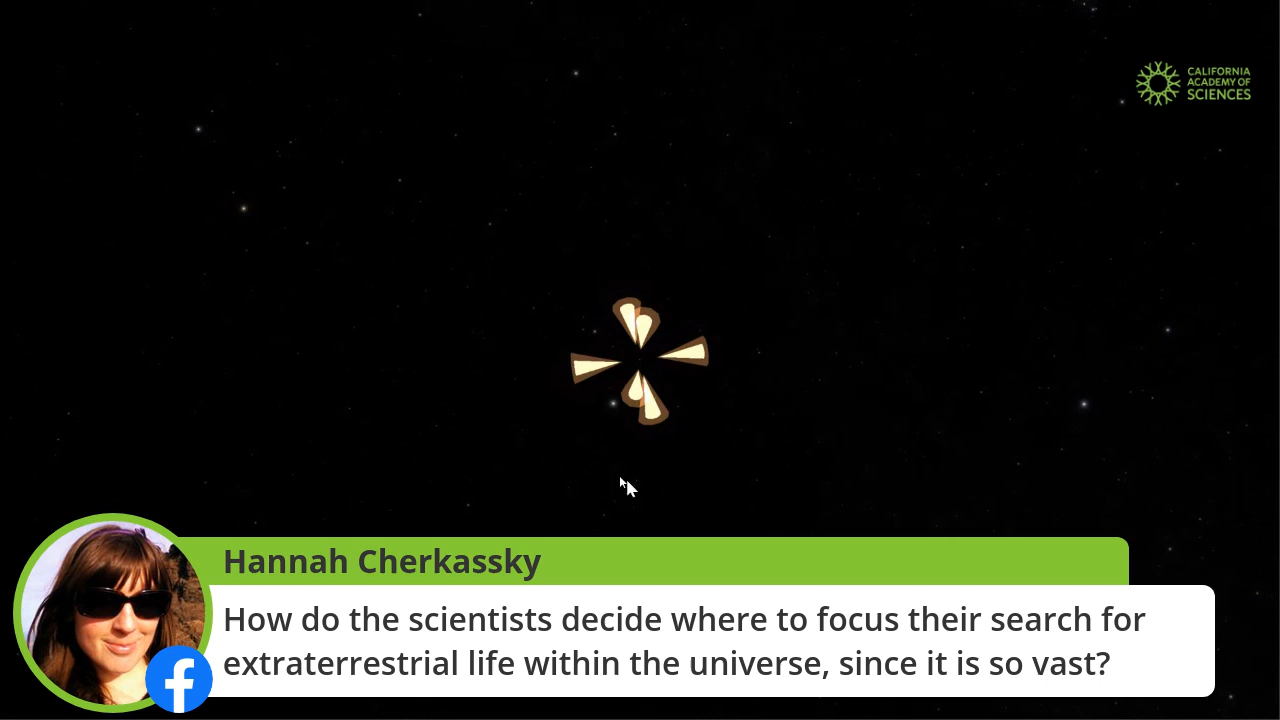 CALIFORNIA
ACADEMY OF
SCIENCES
Hannah Cherkassky
How do the scientists decide where to focus their search for
extraterrestrial life within the universe, since it is so vast?